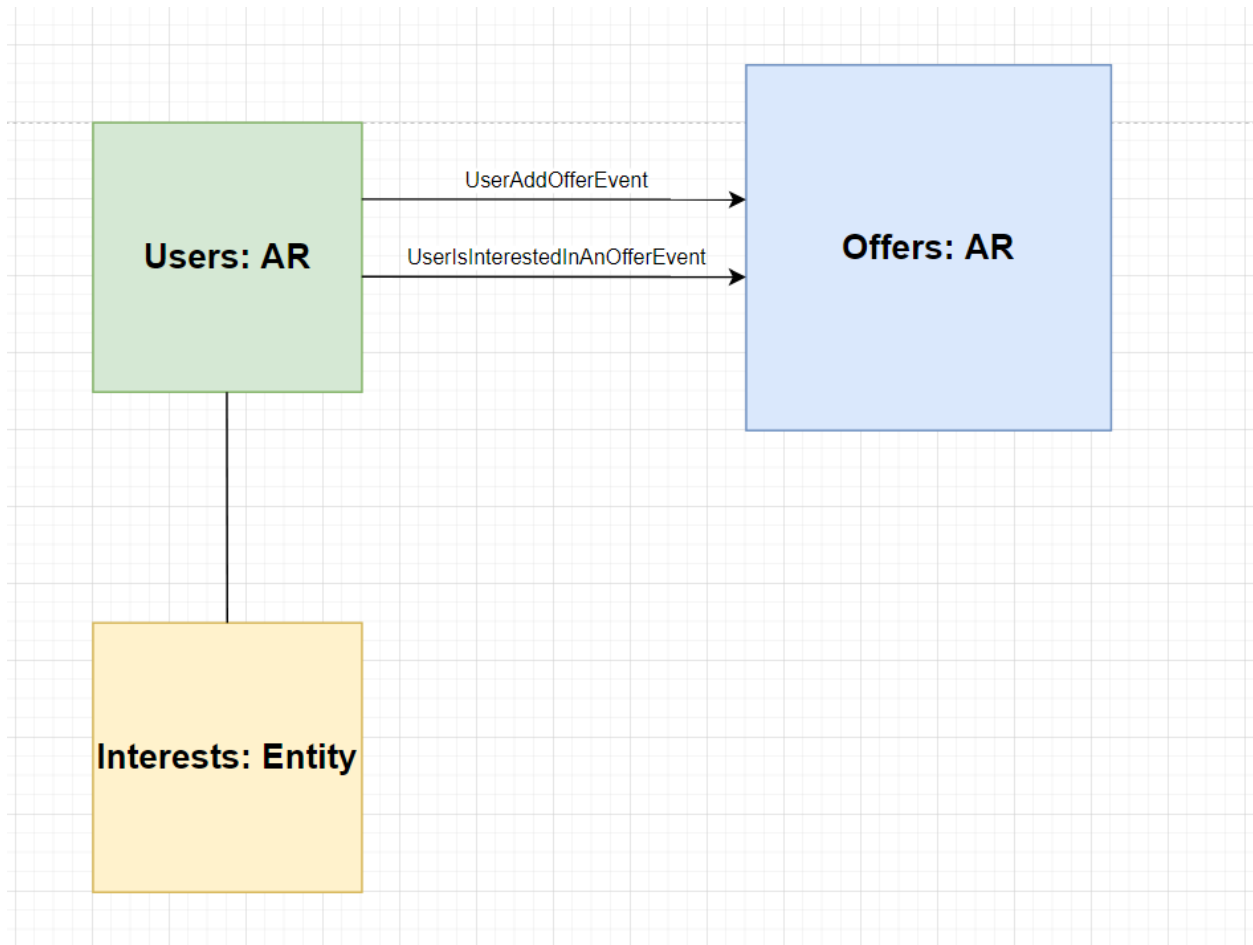 UserAddOfferEvent
Users: AR
UserIsInterestedInAnOfferEvent
Offers: AR
Interests: Entity